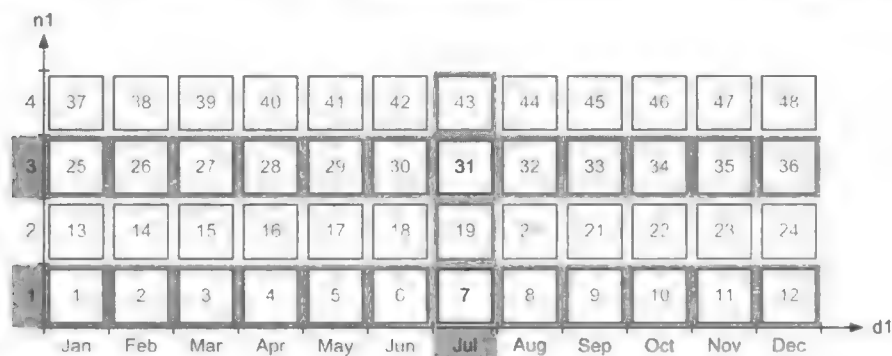 n1
4 37 38 39 40 41 42 43 44 45 46 47 48
3 25 26 27 28 29 30 31 32 33 34 35 36
2 13 14 15 16 17 18 19 21 22 23 24
1 1 2 3 4 5 6 7 8 9 10 11 12
d1
Jan Feb Mar Apr May Jun Jul Aug Sep Oct Nov Dec